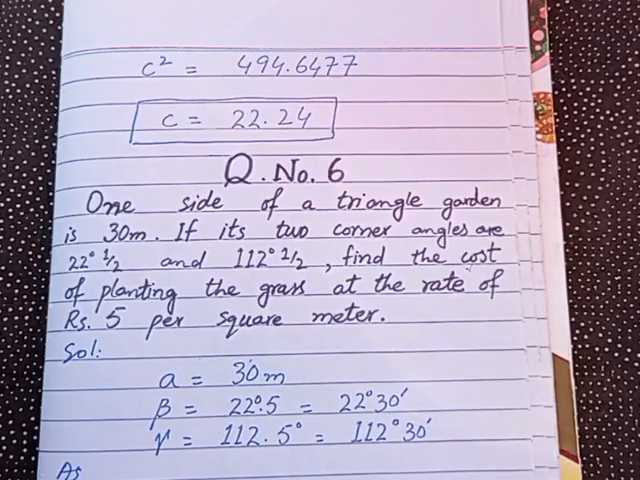 c² = 494.6477
c = 22.24
Q. No. 6
One side of a triangle garden
is 30m. If its two corner angles are
22° 1/2 and 112° 1/2, find the cost
of planting the grass at the rate of
Rs. 5 per square meter.
Sol:
a = 30m
β = 22°.5 = 22°30′
γ = 112.5° = 112°30′
As